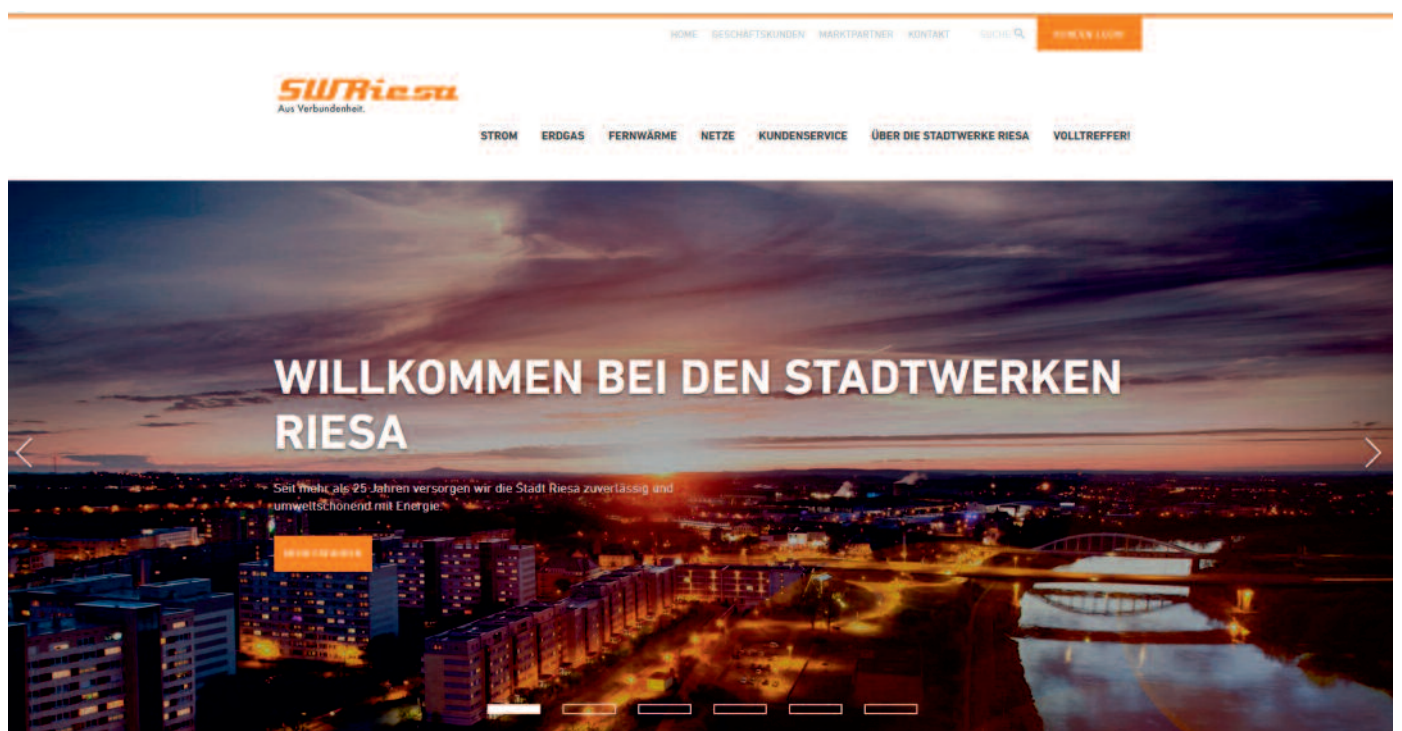 HOME GESCHÄFTSKUNDEN MARKTPARTNER KONTAKT SUCHE
SWRiesa
Aus Verbundenheit.
STROM ERDGAS FERNWÄRME NETZE KUNDENSERVICE ÜBER DIE STADTWERKE RIESA VOLLTREFFER!
WILLKOMMEN BEI DEN STADTWERKEN
RIESA
Seit mehr als 25 Jahren versorgen wir die Stadt Riesa zuverlässig und
umweltschonend mit Energie.